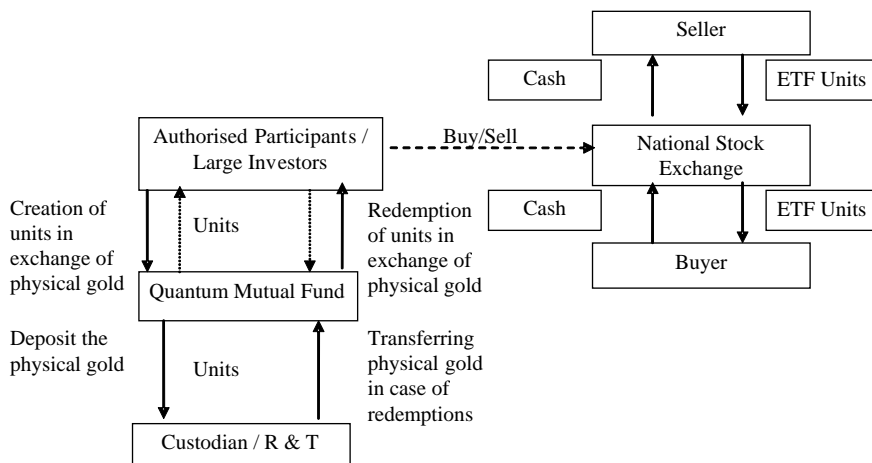 Seller
Cash
ETF Units
Authorised Participants /
Large Investors
Buy/Sell
National Stock
Exchange
Creation of
units in
exchange of
physical gold
Units
Redemption
of units in
exchange of
physical gold
Cash
ETF Units
Buyer
Quantum Mutual Fund
Deposit the
physical gold
Units
Transferring
physical gold
in case of
redemptions
Custodian / R & T